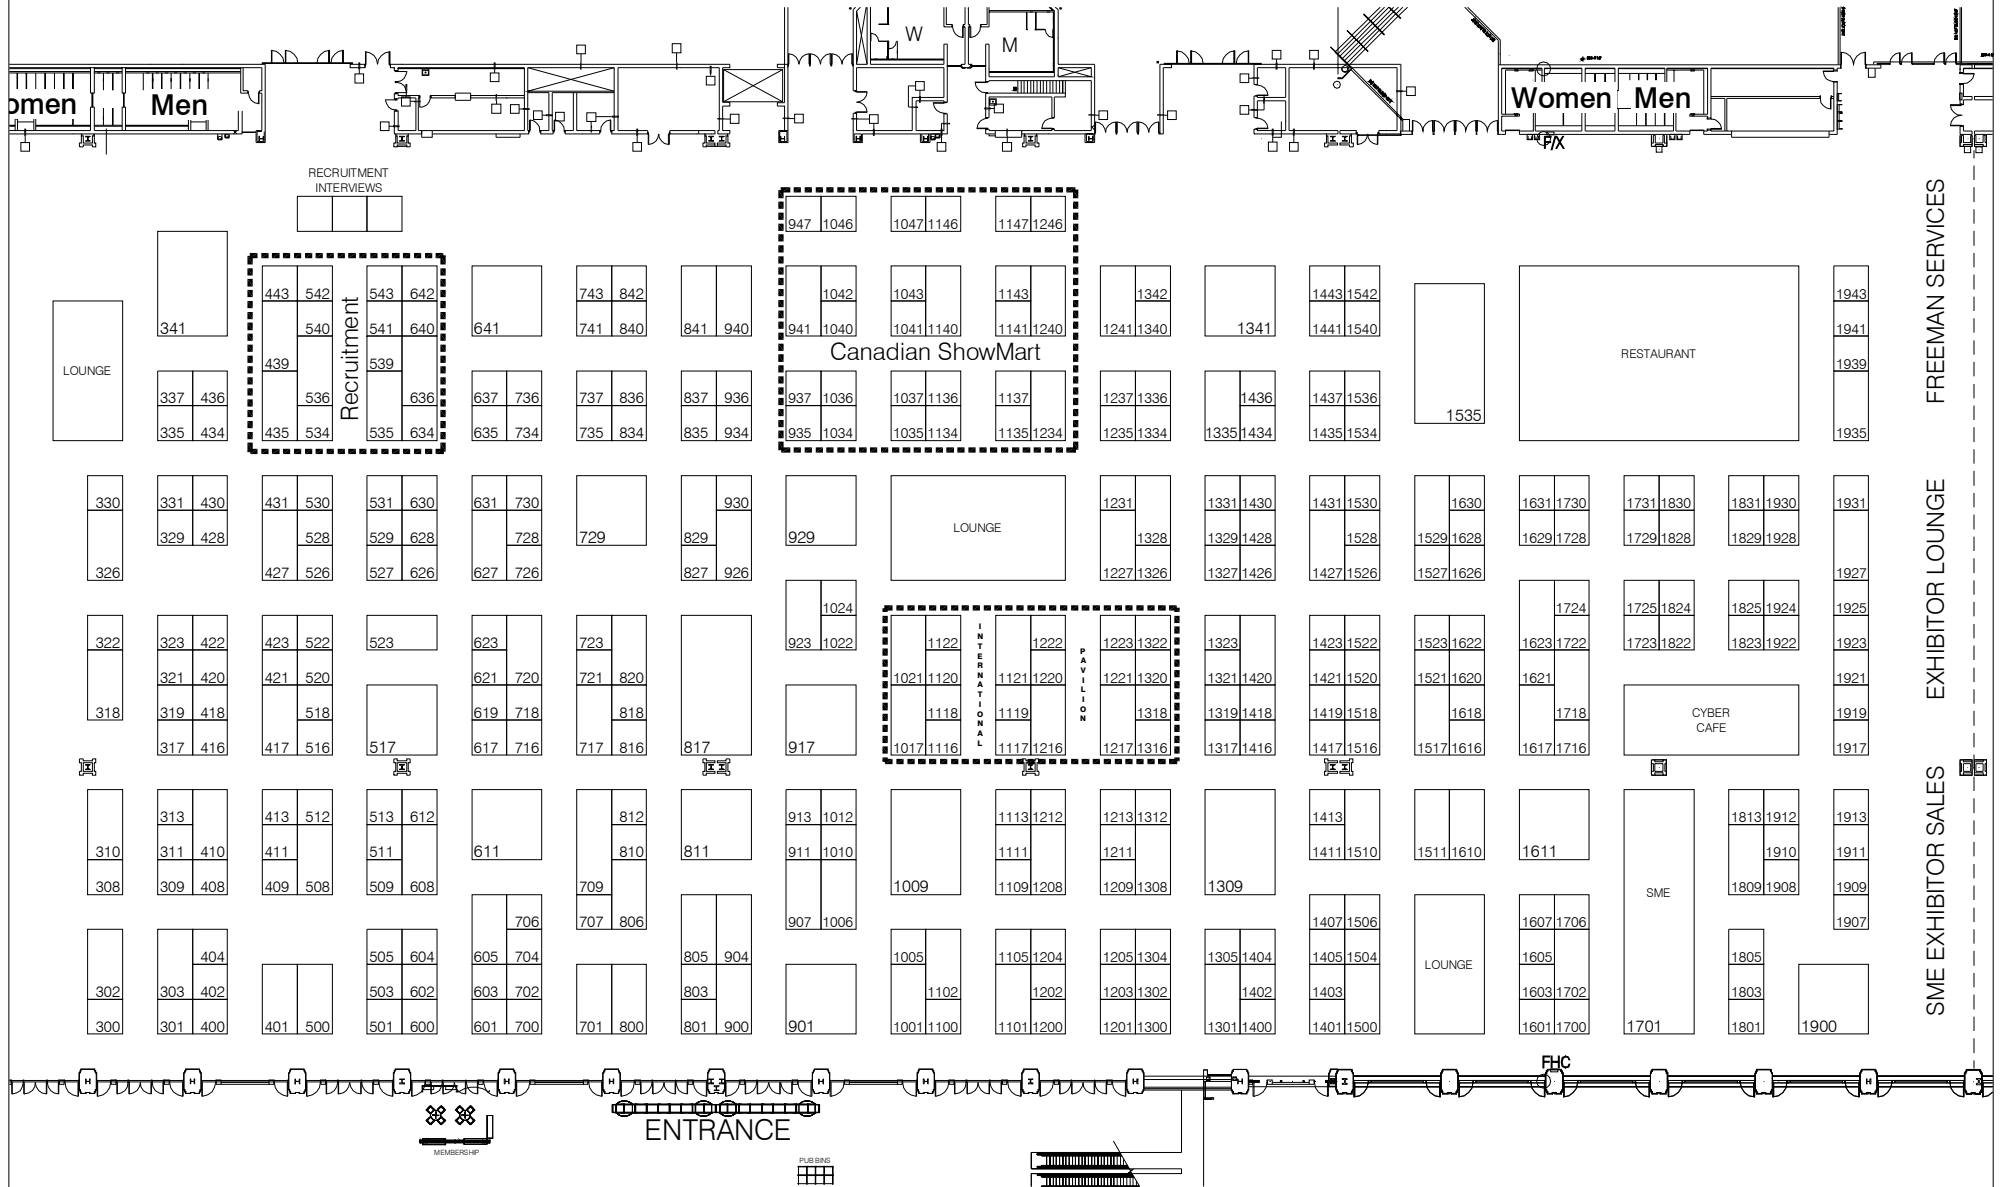 W
M
omen
Men
Women
Men
F/X
RECRUITMENT
INTERVIEWS
947 1046 1047 1146 1147 1246
443 542 543 642 743 842 1042 1043 1143 1342 1443 1542 1943
341 540 541 640 641 741 840 841 940 941 1040 1041 1140 1141 1240 1241 1340 1341 1441 1540 1941
Canadian ShowMart
RESTAURANT
LOUNGE
439 539 1939
Recruitment
337 436 536 636 637 736 737 836 837 936 937 1036 1037 1136 1137 1237 1336 1436 1437 1536 1535
335 434 435 534 535 634 635 734 735 834 835 934 935 1034 1035 1134 1135 1234 1235 1334 1335 1434 1435 1534 1935
FREEMAN SERVICES
330 331 430 431 530 531 630 631 730 930 1231 1331 1430 1431 1530 1630 1631 1730 1731 1830 1831 1930 1931
LOUNGE
329 428 528 529 628 728 729 829 929 1328 1329 1428 1528 1529 1628 1629 1728 1729 1828 1829 1928
326 427 526 527 626 627 726 827 926 1227 1326 1327 1426 1427 1526 1527 1626 1927
EXHIBITOR LOUNGE
1024 1724 1725 1824 1825 1924 1925
322 323 422 423 522 523 623 723 923 1022 1122 1222 1223 1322 1323 1423 1522 1523 1622 1623 1722 1723 1822 1823 1922 1923
INTERNATIONAL
PAVILION
321 420 421 520 621 720 721 820 1021 1120 1121 1220 1221 1320 1321 1420 1421 1520 1521 1620 1621 1921
318 319 418 518 619 718 818 1118 1119 1318 1319 1418 1419 1518 1618 1718 1919
CYBER
CAFE
317 416 417 516 517 617 716 717 816 817 917 1017 1116 1117 1216 1217 1316 1317 1416 1417 1516 1517 1616 1617 1716 1917
313 413 512 513 612 812 913 1012 1113 1212 1213 1312 1413 1813 1912 1913
310 311 410 411 511 611 810 811 911 1010 1111 1211 1411 1510 1511 1610 1611 1910 1911
308 309 408 409 508 509 608 709 1009 1109 1208 1209 1308 1309 1809 1908 1909
SME
706 707 806 907 1006 1407 1506 1607 1706 1907
404 505 604 605 704 805 904 1005 1105 1204 1205 1304 1305 1404 1405 1504 1605 1805
LOUNGE
302 303 402 503 602 603 702 803 1102 1202 1203 1302 1402 1403 1603 1702 1803
300 301 400 401 500 501 600 601 700 701 800 801 900 901 1001 1100 1101 1200 1201 1300 1301 1400 1401 1500 1601 1700 1701 1801 1900
SME EXHIBITOR SALES
FHC
ENTRANCE
MEMBERSHIP
PUB BINS